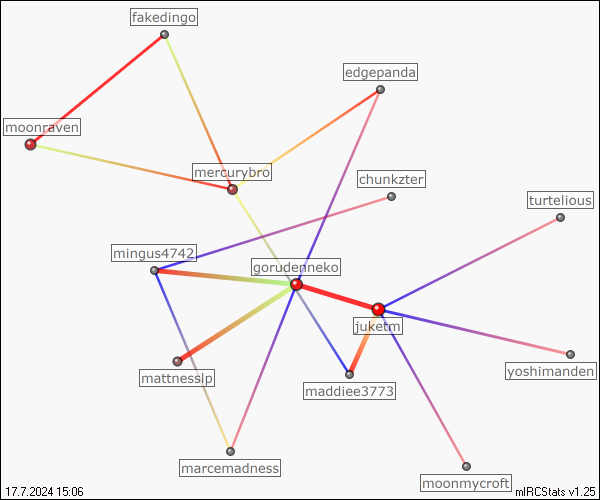 fakedingo
edgepanda
moonraven
mercurybro
chunkzter
turtelious
mingus4742
gorudenneko
juketm
yoshimanden
mattnesslp
maddiee3773
marcemadness
moonmycroft
17.7.2024 15:06
mIRCStats v1.25